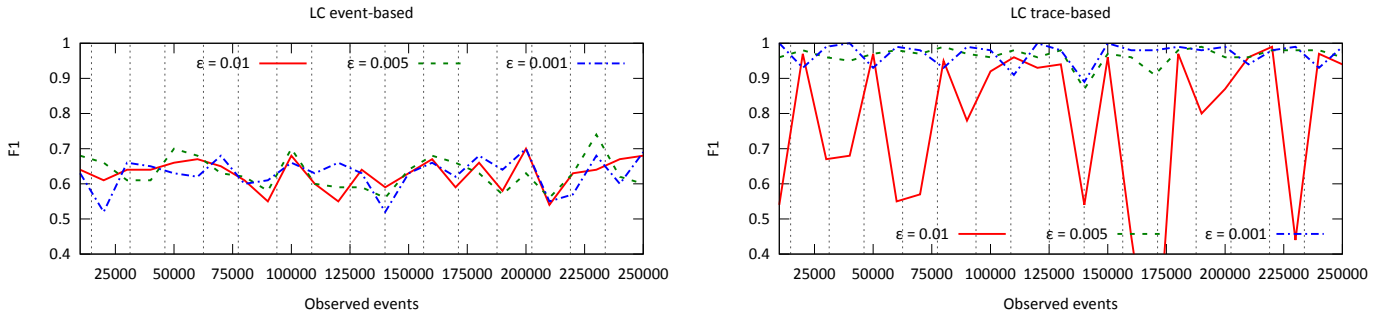 LC event-based
1
0.9
0.8
0.7
0.6
0.5
0.4
F1
ε = 0.01 ε = 0.005 ε = 0.001
25000 50000 75000 100000 125000 150000 175000 200000 225000 250000
Observed events
LC trace-based
1
0.9
0.8
0.7
0.6
0.5
0.4
F1
ε = 0.01 ε = 0.005 ε = 0.001
25000 50000 75000 100000 125000 150000 175000 200000 225000 250000
Observed events